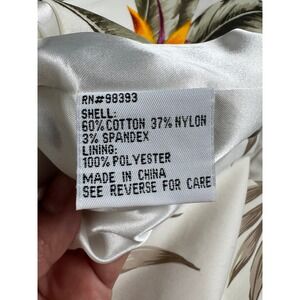 RN#98393
SHELL:
60%COTTON 37%NYLON
3% SPANDEX
LINING:
100%POLYESTER
MADE IN CHINA
SEE REVERSE FOR CARE